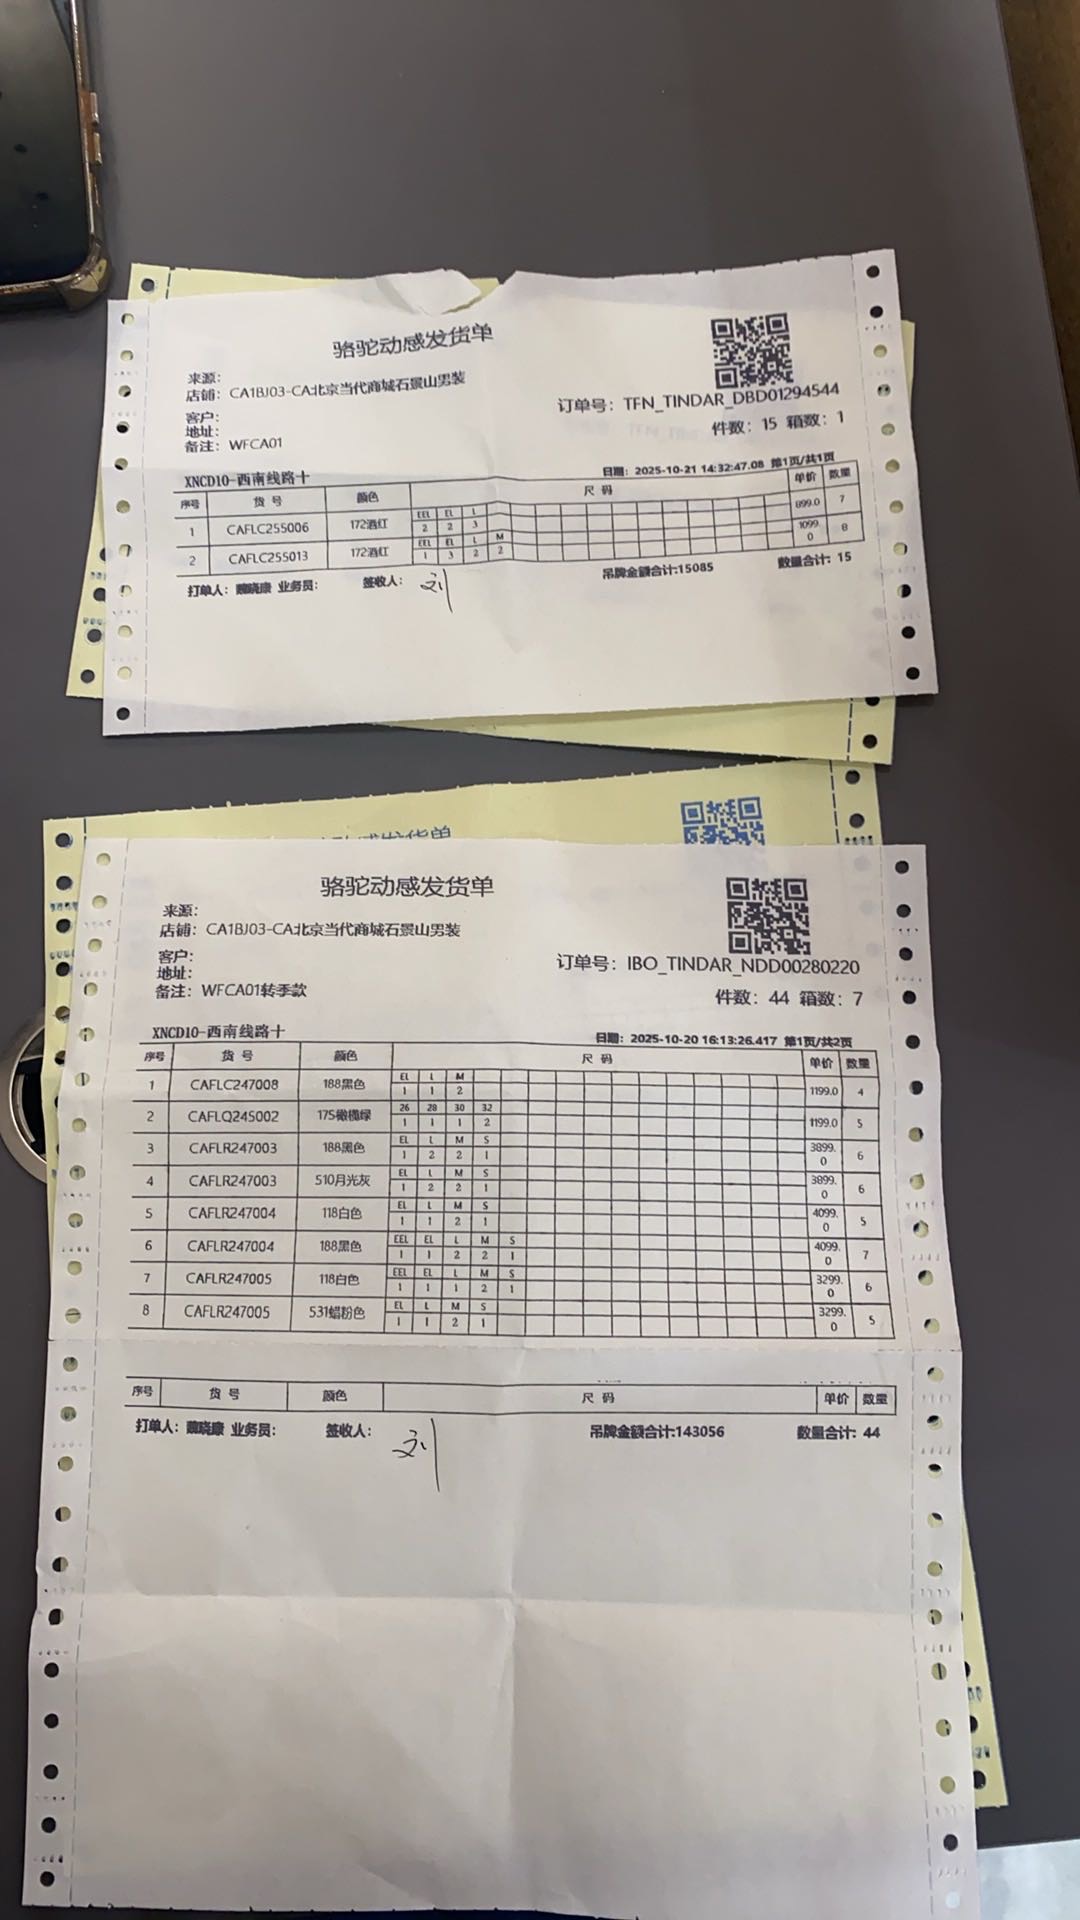 骆驼动感发货单
来源：
店铺：CA1BJ03-CA北京当代商城石景山男装
客户：
地址：
备注：WFCA01
订单号：TFN_TINDAR_DBD01294544
件数：15 箱数：1
XNCD10-西南线路十
日期：2025-10-21 14:32:47.08 第1页/共1页
序号 货号 颜色 尺码 单价 数量
EEL EL L
1 CAFLC255006 172酒红 2 2 3 899.0 7
EEL EL L M
2 CAFLC255013 172酒红 1 3 2 2 1099.0 8
打单人：魏晓康 业务员： 签收人：刘 吊牌金额合计:15085 数量合计：15
骆驼动感发货单
来源：
店铺：CA1BJ03-CA北京当代商城石景山男装
客户：
地址：
备注：WFCA01转季款
订单号：IBO_TINDAR_NDD00280220
件数：44 箱数：7
XNCD10-西南线路十
日期：2025-10-20 16:13:26.417 第1页/共2页
序号 货号 颜色 尺码 单价 数量
EL L M
1 CAFLC247008 188黑色 1 1 2 1199.0 4
26 28 30 32
2 CAFLQ245002 175橄榄绿 1 1 1 2 1199.0 5
EL L M S
3 CAFLR247003 188黑色 1 2 2 1 3899.0 6
EL L M S
4 CAFLR247003 510月光灰 1 2 2 1 3899.0 6
EL L M S
5 CAFLR247004 118白色 1 1 2 1 4099.0 5
EEL EL L M S
6 CAFLR247004 188黑色 1 1 2 2 1 4099.0 7
EEL EL L M S
7 CAFLR247005 118白色 1 1 1 2 1 3299.0 6
EL L M S
8 CAFLR247005 531蜡粉色 1 1 2 1 3299.0 5
序号 货号 颜色 尺码 单价 数量
打单人：魏晓康 业务员： 签收人：刘 吊牌金额合计:143056 数量合计：44